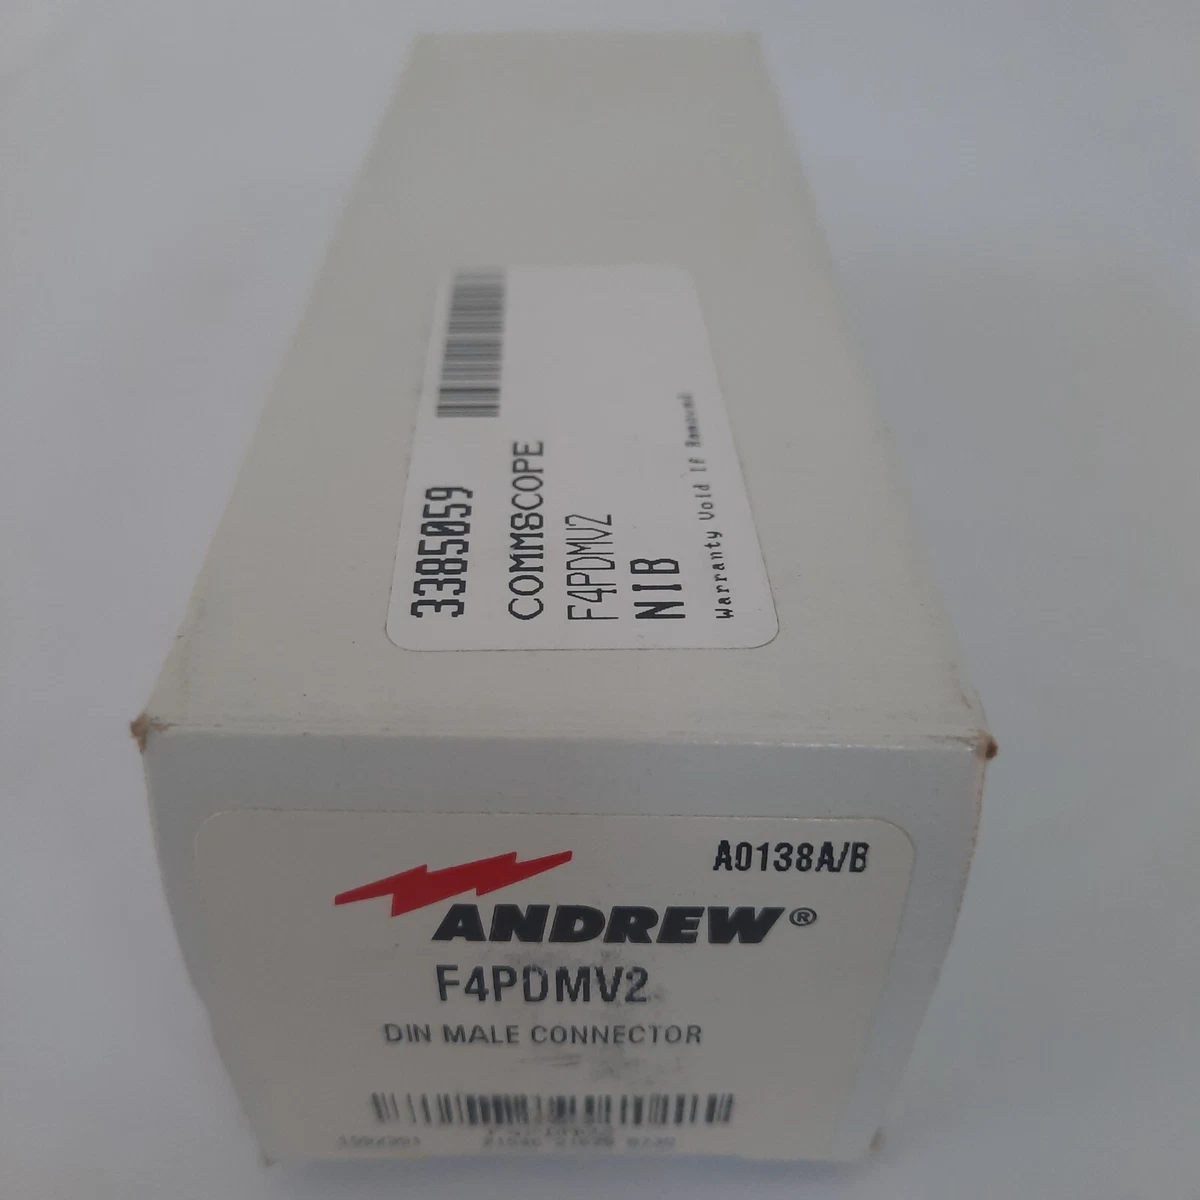 3385059
COMMSCOPE
F4PDMV2
NIB
Warranty Void If Removed
A0138A/B
ANDREW®
F4PDMV2
DIN MALE CONNECTOR